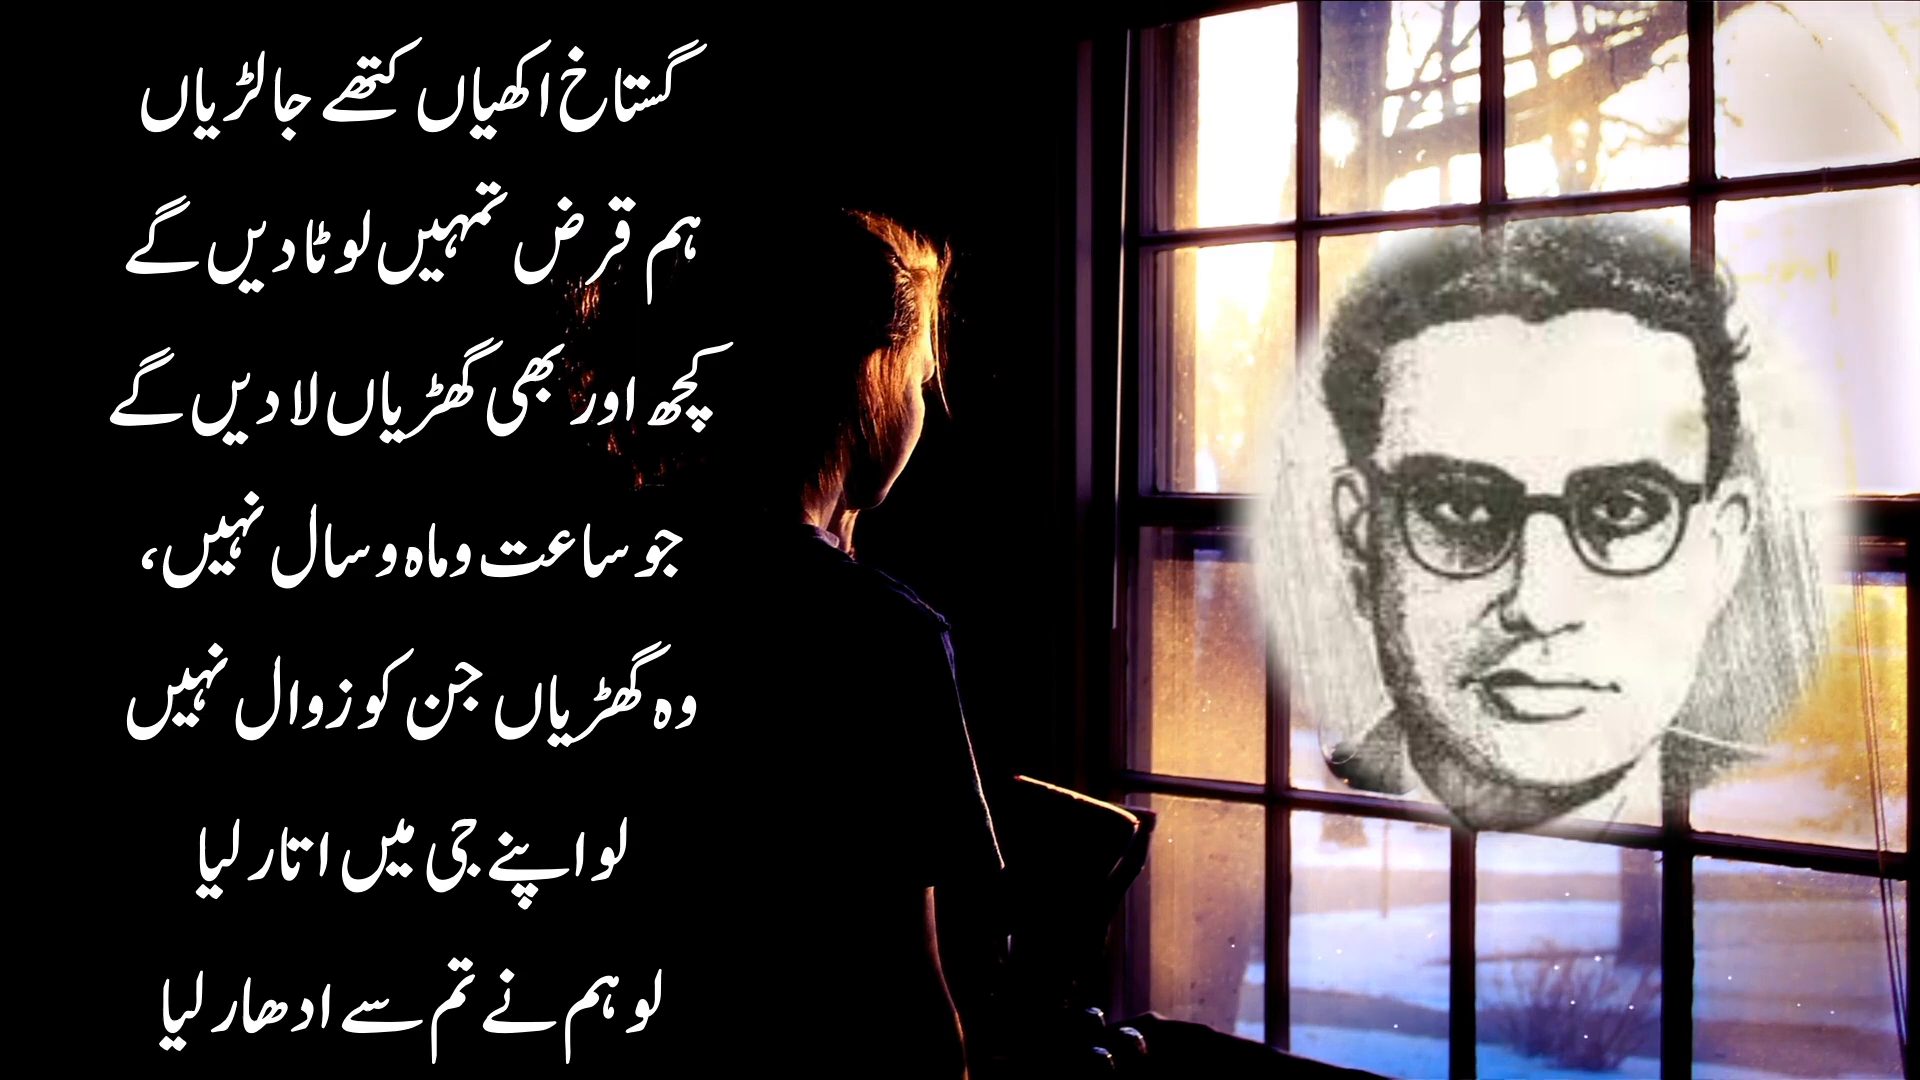 گستاخ اکھیاں کتھے جا لڑیاں
ہم قرض تمہیں لوٹا دیں گے
کچھ اور بھی گھڑیاں لا دیں گے
جو ساعت و ماہ و سال نہیں،
وہ گھڑیاں جن کو زوال نہیں
لو اپنے جی میں اتار لیا
لو ہم نے تم سے ادھار لیا